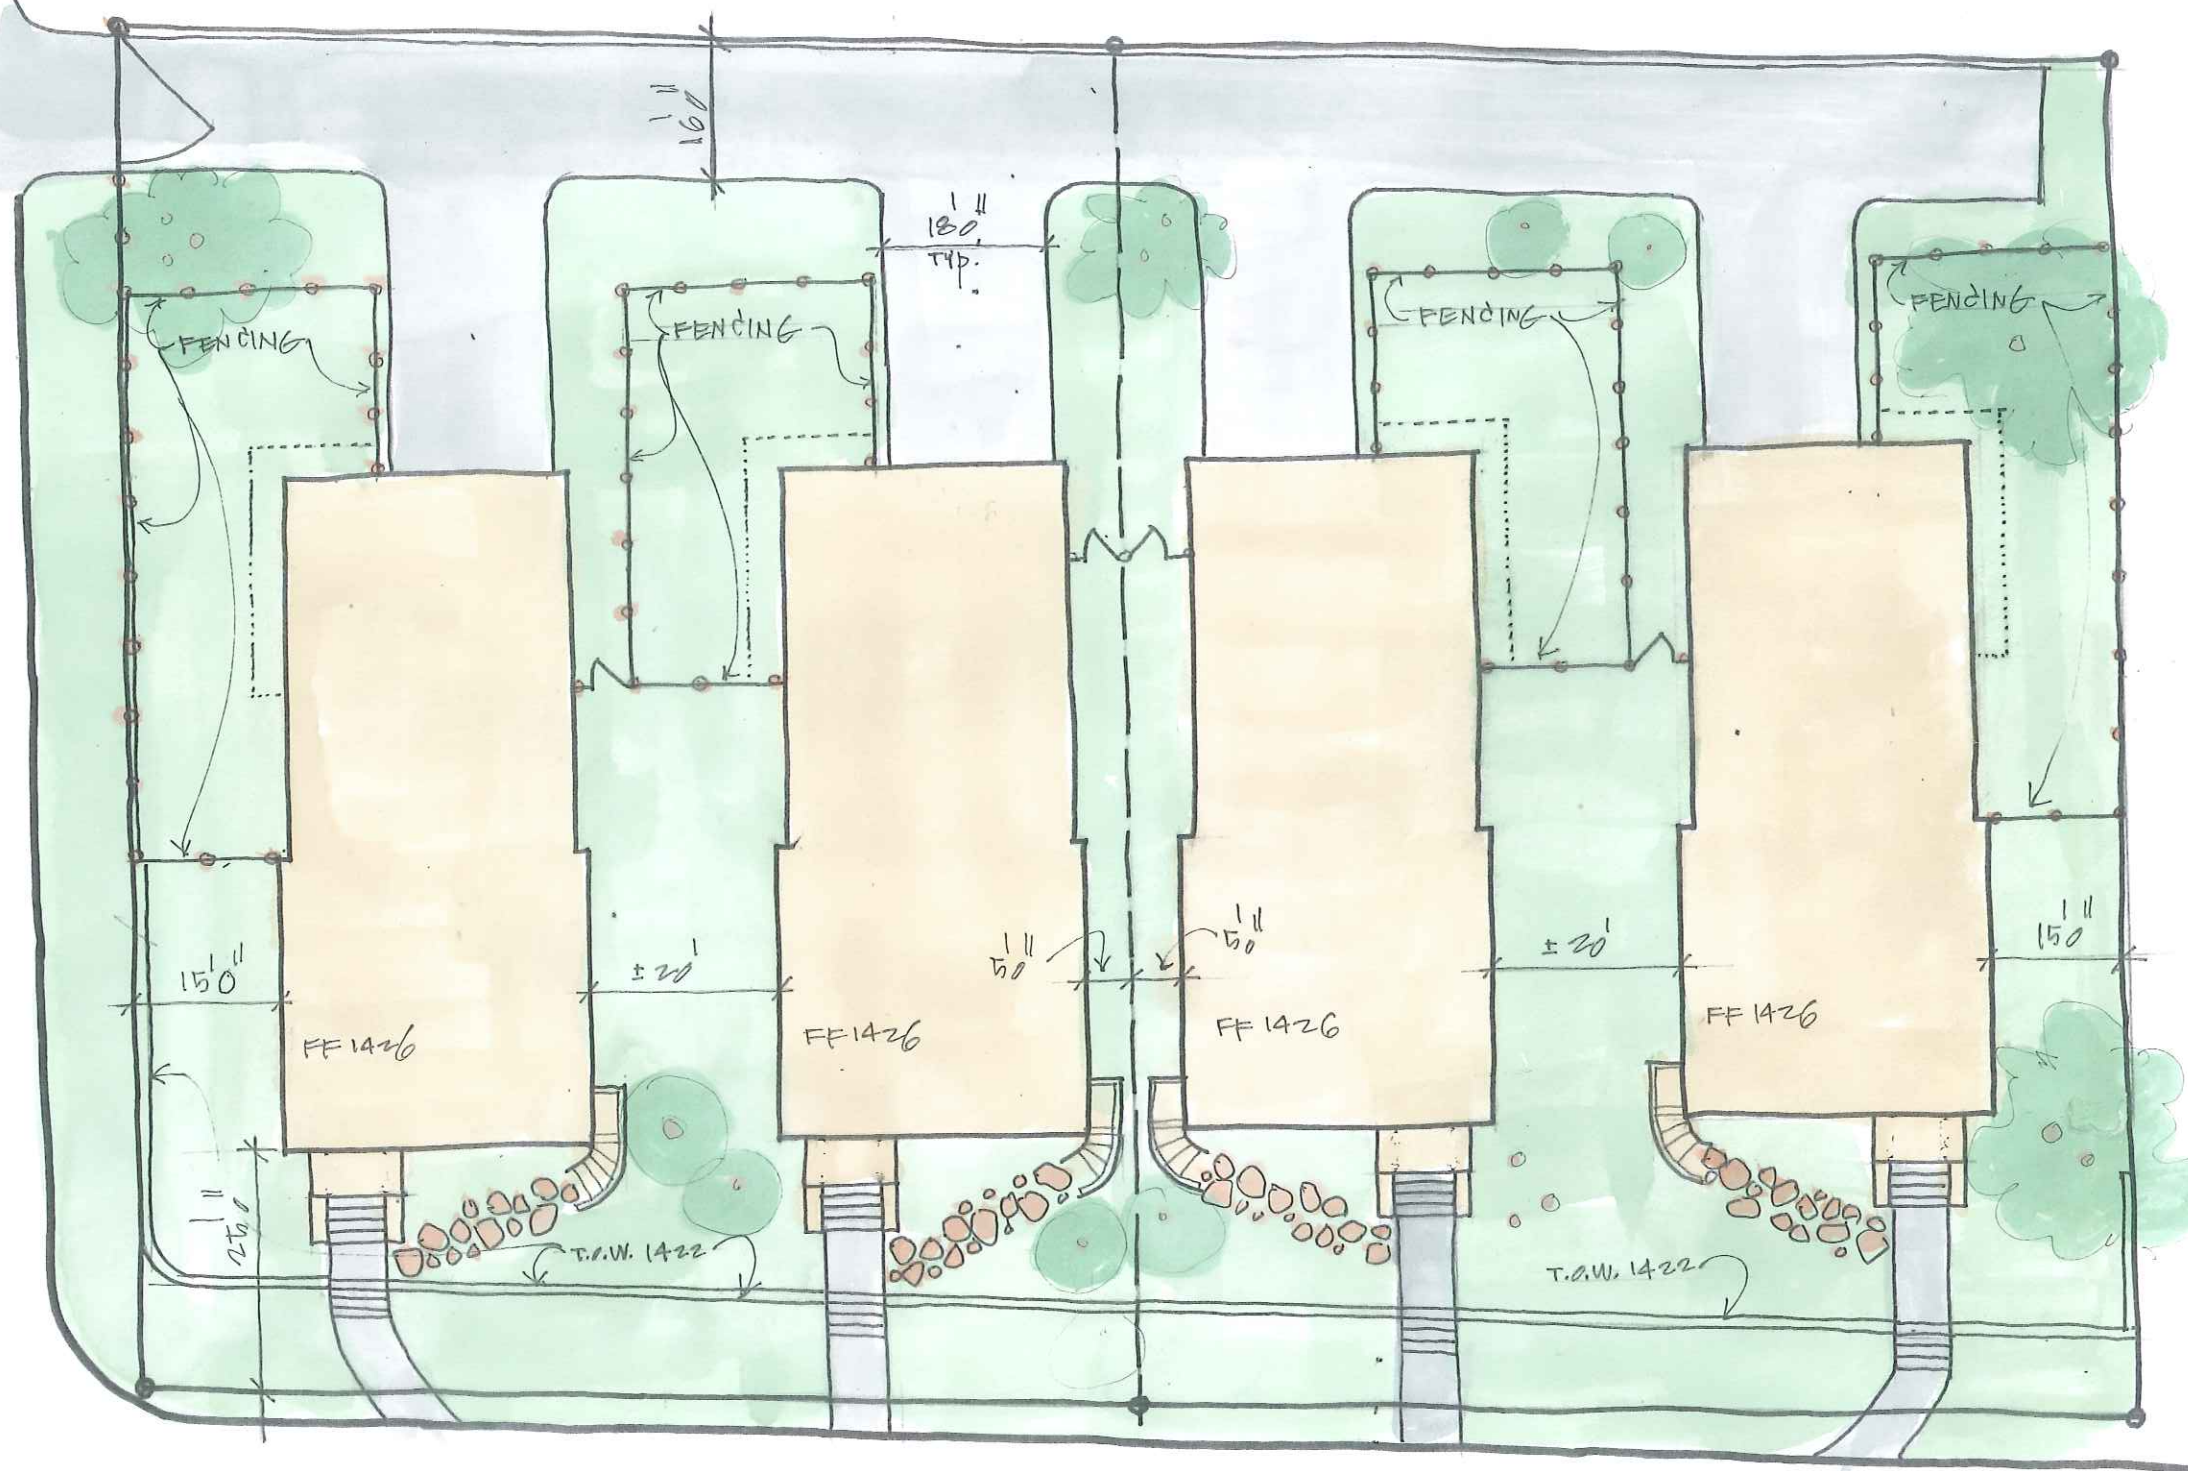 16'0"
18'0"
TYP.
FENCING
FENCING
FENCING
FENCING
15'0"
± 20'
5'0"
5'0"
± 20'
15'0"
FF 1426
FF 1426
FF 1426
FF 1426
25'0"
T.O.W. 1422
T.O.W. 1422